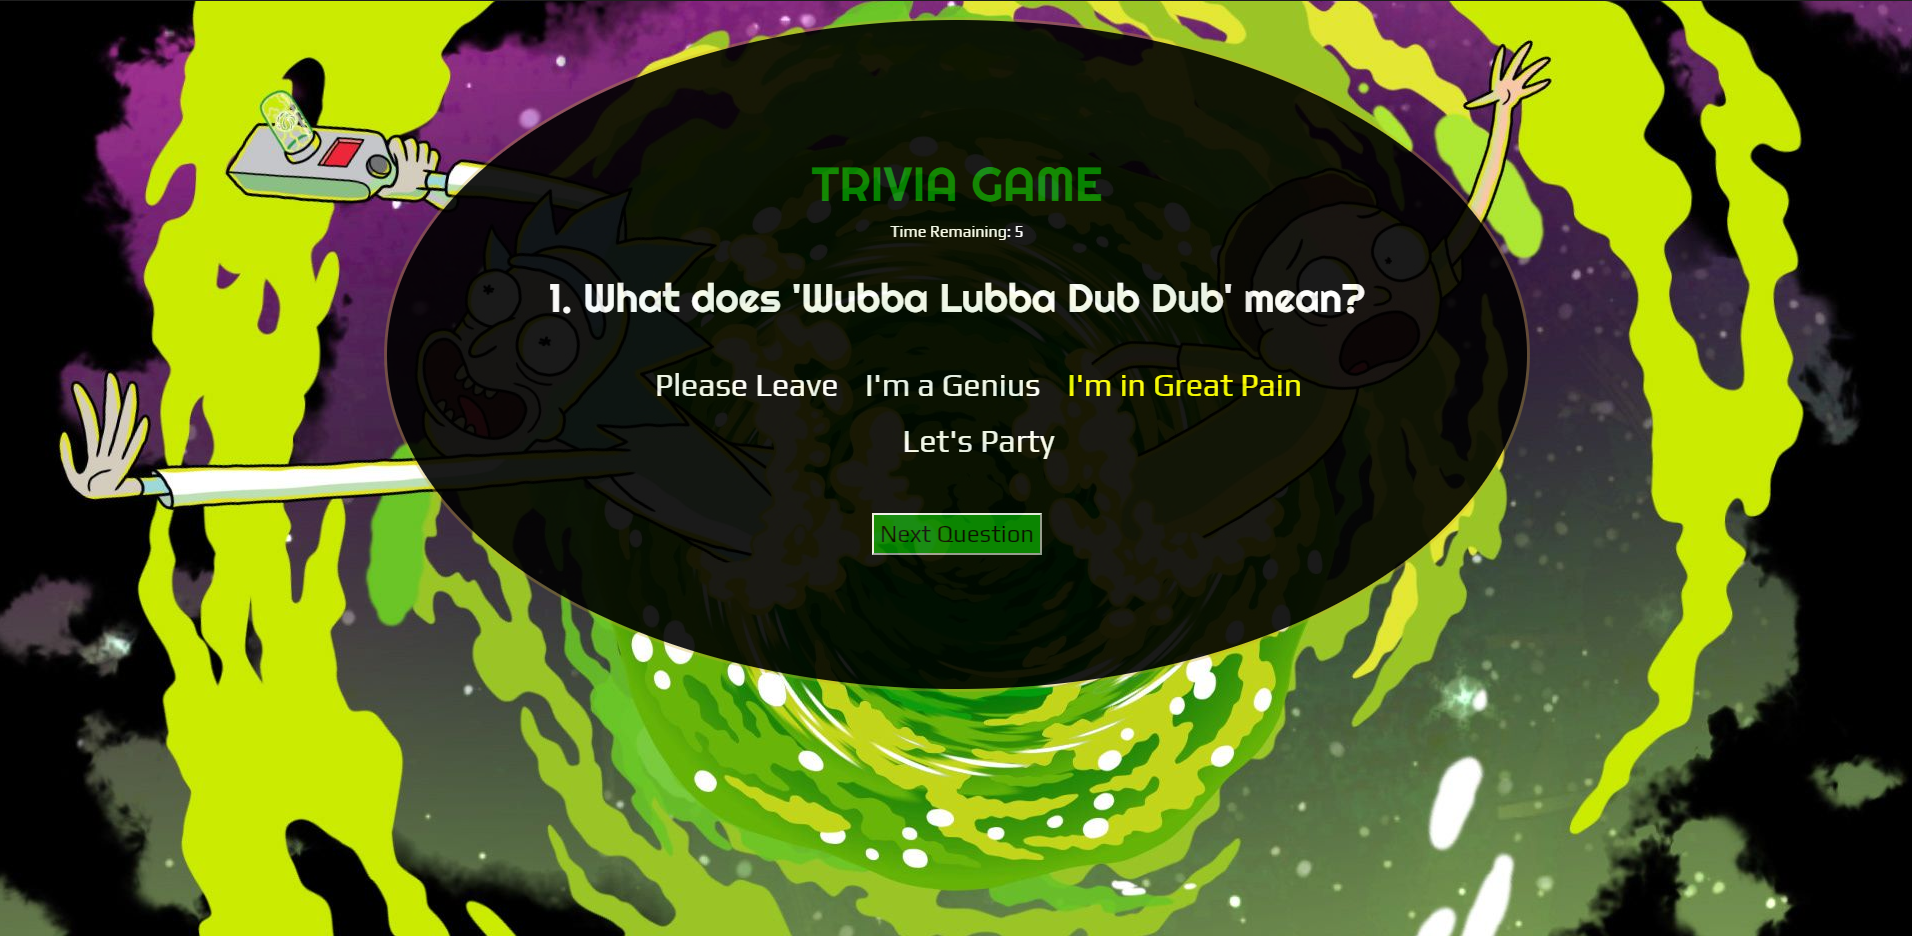 TRIVIA GAME
Time Remaining: 5
1. What does 'Wubba Lubba Dub Dub' mean?
Please Leave I'm a Genius I'm in Great Pain
Let's Party
Next Question